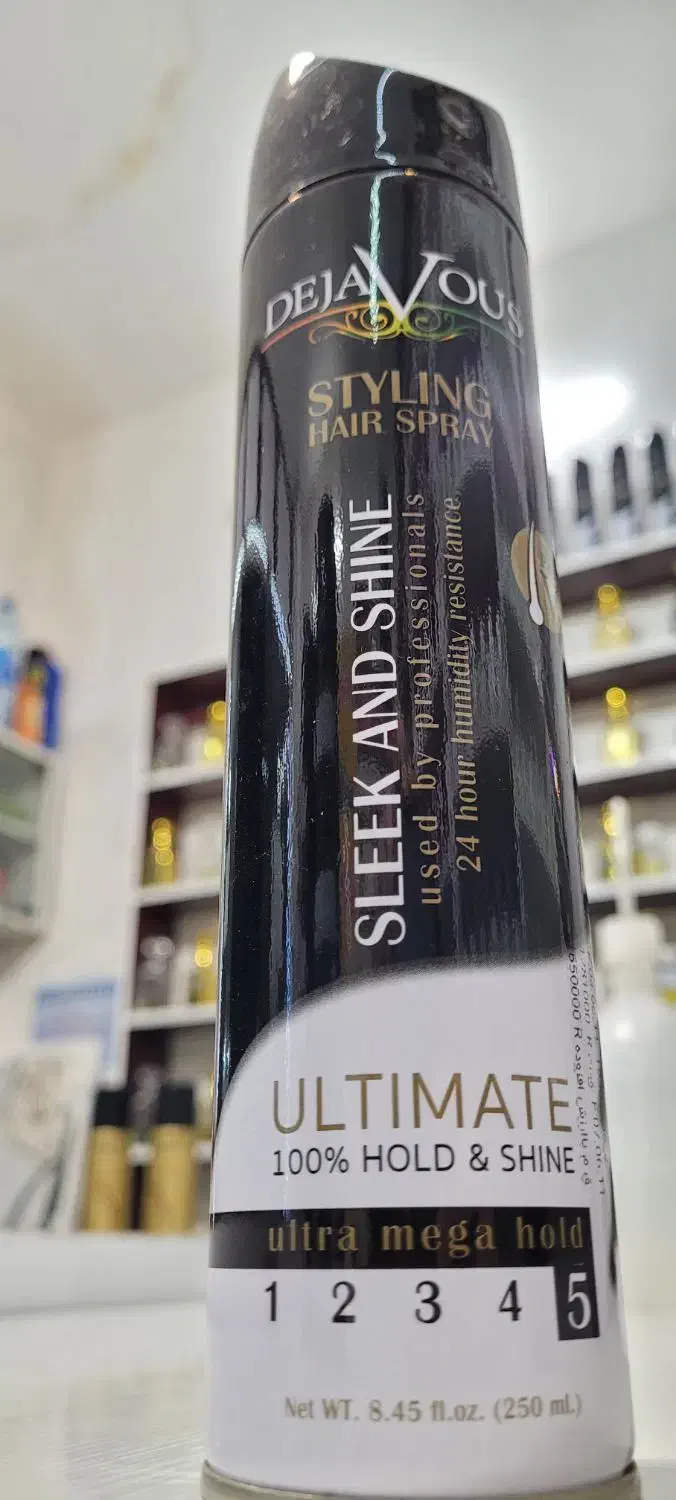 DEJAVOUS
STYLING
HAIR SPRAY
SLEEK AND SHINE
used by professionals
24 hour humidity resistance
ULTIMATE
100% HOLD & SHINE
ultra mega hold
1 2 3 4 5
Net WT. 8.45 fl.oz. (250 ml.)